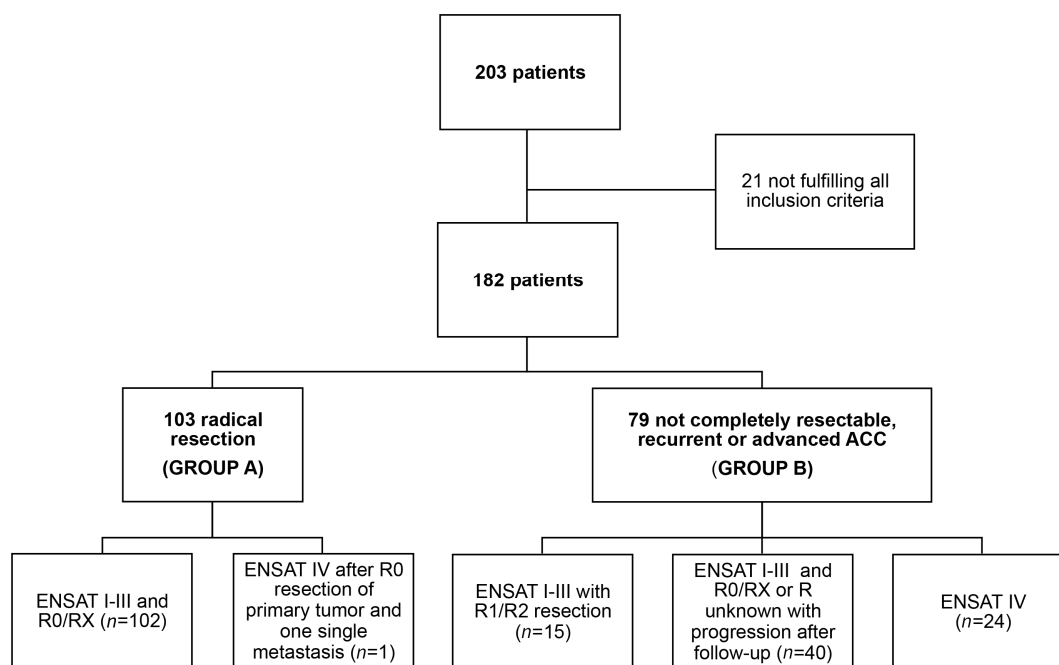 203 patients
21 not fulfilling all
inclusion criteria
182 patients
103 radical
resection
(GROUP A)
79 not completely resectable,
recurrent or advanced ACC
(GROUP B)
ENSAT I-III and
R0/RX (n=102)
ENSAT IV after R0
resection of
primary tumor and
one single
metastasis (n=1)
ENSAT I-III with
R1/R2 resection
(n=15)
ENSAT I-III and
R0/RX or R
unknown with
progression after
follow-up (n=40)
ENSAT IV
(n=24)